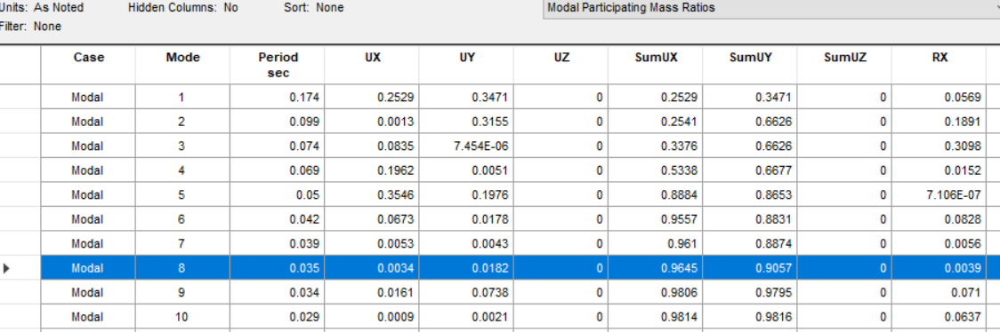 Units: As Noted Hidden Columns: No Sort: None Modal Participating Mass Ratios
Filter: None
Case Mode Period sec UX UY UZ SumUX SumUY SumUZ RX
Modal 1 0.174 0.2529 0.3471 0 0.2529 0.3471 0 0.0569
Modal 2 0.099 0.0013 0.3155 0 0.2541 0.6626 0 0.1891
Modal 3 0.074 0.0835 7.454E-06 0 0.3376 0.6626 0 0.3098
Modal 4 0.069 0.1962 0.0051 0 0.5338 0.6677 0 0.0152
Modal 5 0.05 0.3546 0.1976 0 0.8884 0.8653 0 7.106E-07
Modal 6 0.042 0.0673 0.0178 0 0.9557 0.8831 0 0.0828
Modal 7 0.039 0.0053 0.0043 0 0.961 0.8874 0 0.0056
Modal 8 0.035 0.0034 0.0182 0 0.9645 0.9057 0 0.0039
Modal 9 0.034 0.0161 0.0738 0 0.9806 0.9795 0 0.071
Modal 10 0.029 0.0009 0.0021 0 0.9814 0.9816 0 0.0637